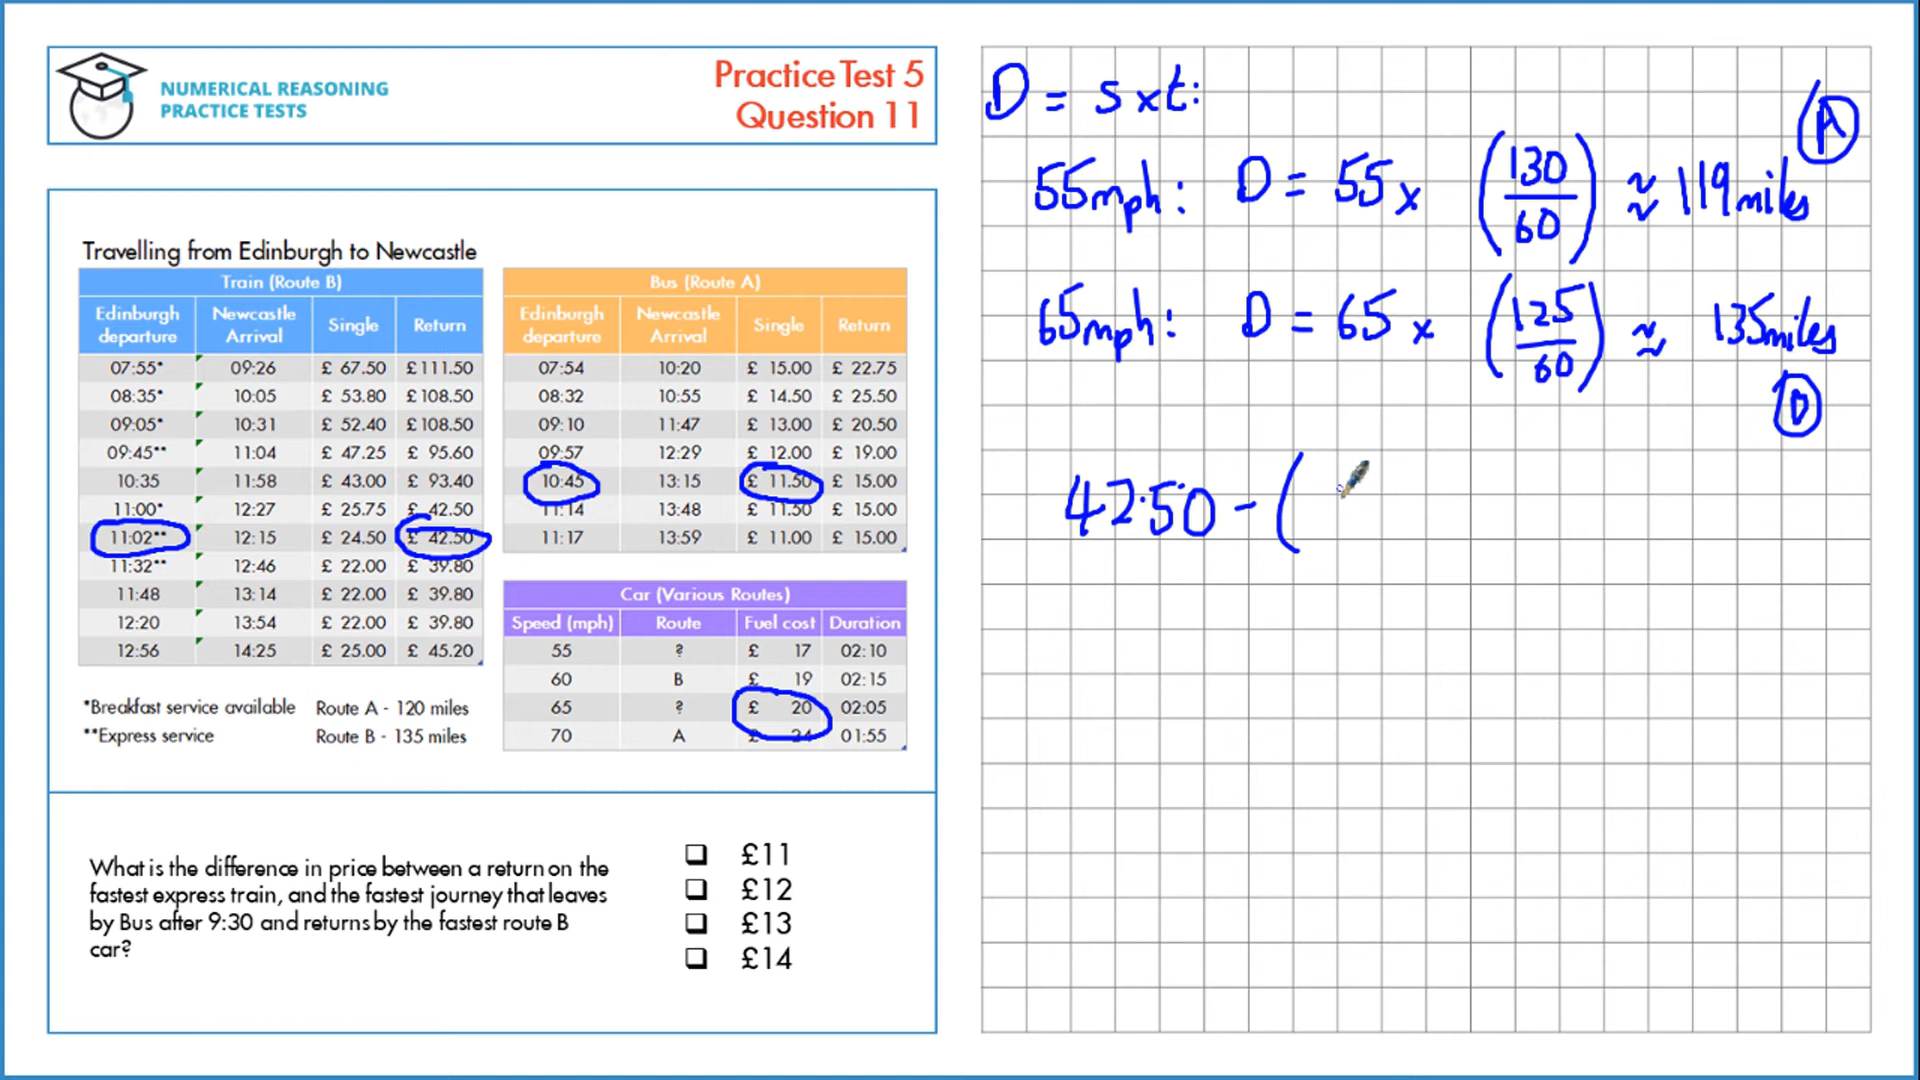 NUMERICAL REASONING
PRACTICE TESTS
Practice Test 5
Question 11
Travelling from Edinburgh to Newcastle
Train (Route B)
Edinburgh departure Newcastle Arrival Single Return
07:55* 09:26 £ 67.50 £111.50
08:35* 10:05 £ 53.80 £108.50
09:05* 10:31 £ 52.40 £108.50
09:45** 11:04 £ 47.25 £ 95.60
10:35 11:58 £ 43.00 £ 93.40
11:00* 12:27 £ 25.75 £ 42.50
11:02** 12:15 £ 24.50 £ 42.50
11:32** 12:46 £ 22.00 £ 39.80
11:48 13:14 £ 22.00 £ 39.80
12:20 13:54 £ 22.00 £ 39.80
12:56 14:25 £ 25.00 £ 45.20
Bus (Route A)
Edinburgh departure Newcastle Arrival Single Return
07:54 10:20 £ 15.00 £ 22.75
08:32 10:55 £ 14.50 £ 25.50
09:10 11:47 £ 13.00 £ 20.50
09:57 12:29 £ 12.00 £ 19.00
10:45 13:15 £ 11.50 £ 15.00
11:14 13:48 £ 11.50 £ 15.00
11:17 13:59 £ 11.00 £ 15.00
Car (Various Routes)
Speed (mph) Route Fuel cost Duration
55 ? £ 17 02:10
60 B £ 19 02:15
65 ? £ 20 02:05
70 A £ 24 01:55
*Breakfast service available Route A - 120 miles
**Express service Route B - 135 miles
What is the difference in price between a return on the
fastest express train, and the fastest journey that leaves
by Bus after 9:30 and returns by the fastest route B
car?
£11
£12
£13
£14
D = s x t:
55mph: D = 55 x (130/60) ≈ 119 miles A
65mph: D = 65 x (125/60) ≈ 135 miles
D
42.50 - (